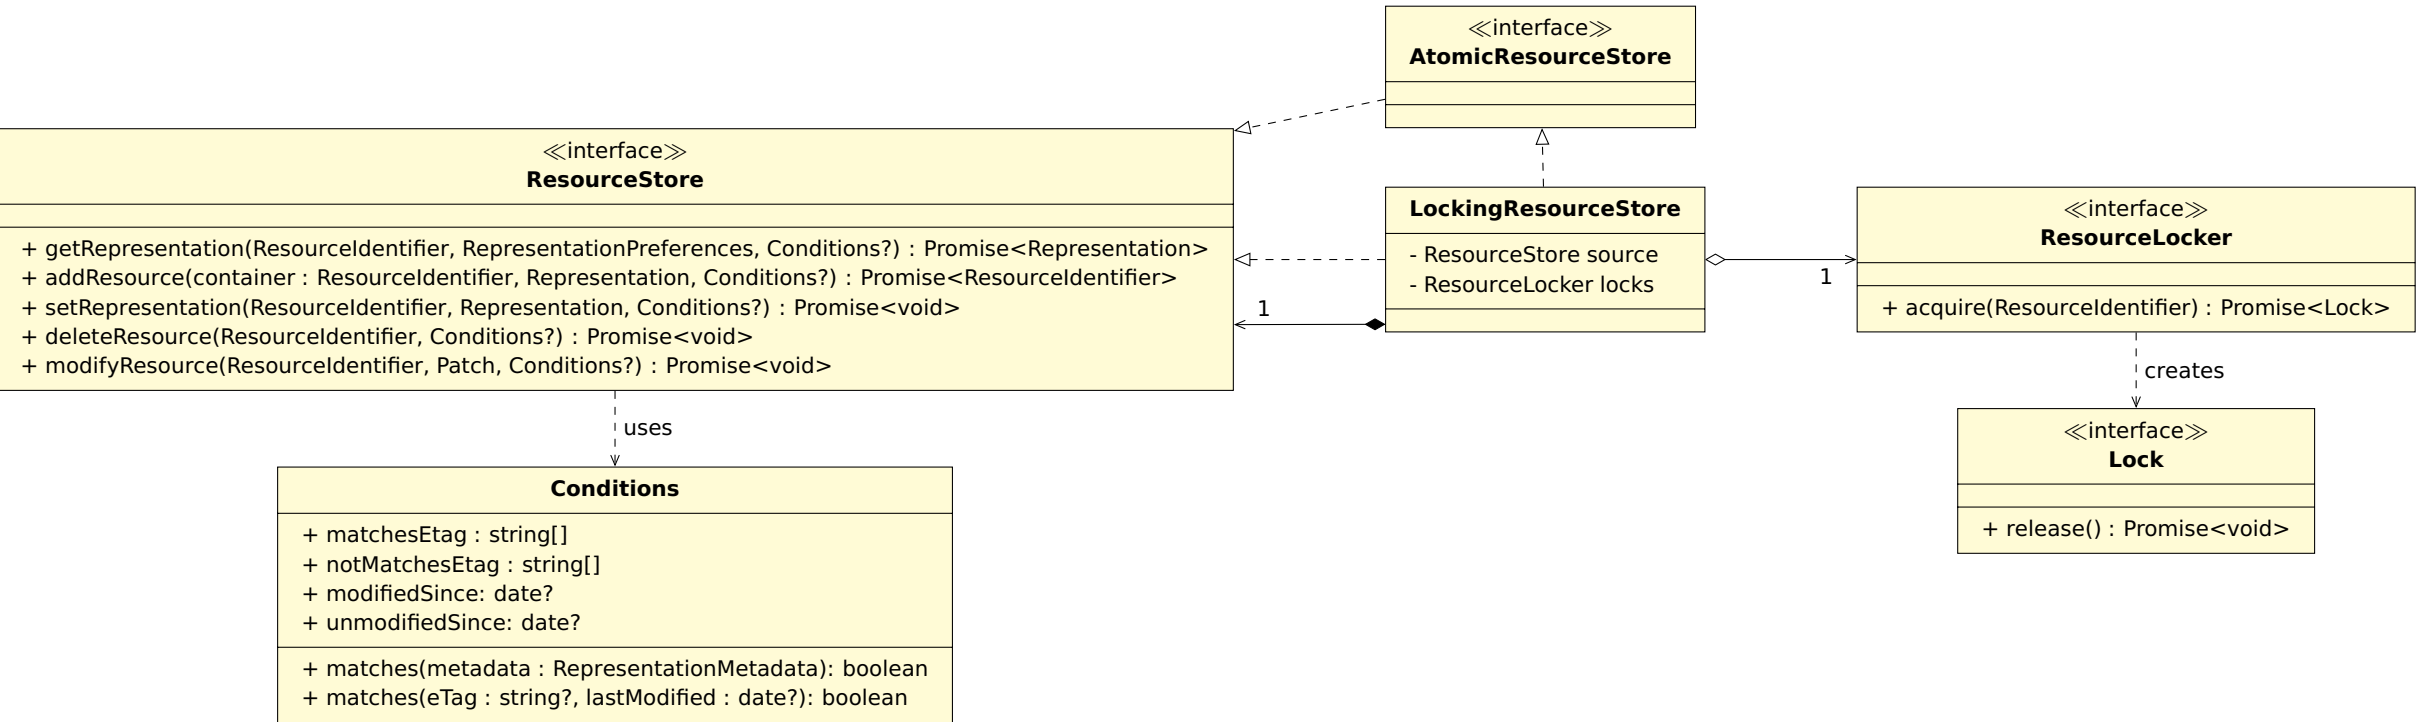 ≪interface≫
AtomicResourceStore
≪interface≫
ResourceStore
+ getRepresentation(ResourceIdentifier, RepresentationPreferences, Conditions?) : Promise<Representation>
+ addResource(container : ResourceIdentifier, Representation, Conditions?) : Promise<ResourceIdentifier>
+ setRepresentation(ResourceIdentifier, Representation, Conditions?) : Promise<void>
+ deleteResource(ResourceIdentifier, Conditions?) : Promise<void>
+ modifyResource(ResourceIdentifier, Patch, Conditions?) : Promise<void>
1
LockingResourceStore
- ResourceStore source
- ResourceLocker locks
1
≪interface≫
ResourceLocker
+ acquire(ResourceIdentifier) : Promise<Lock>
creates
≪interface≫
Lock
+ release() : Promise<void>
uses
Conditions
+ matchesEtag : string[]
+ notMatchesEtag : string[]
+ modifiedSince: date?
+ unmodifiedSince: date?
+ matches(metadata : RepresentationMetadata): boolean
+ matches(eTag : string?, lastModified : date?): boolean